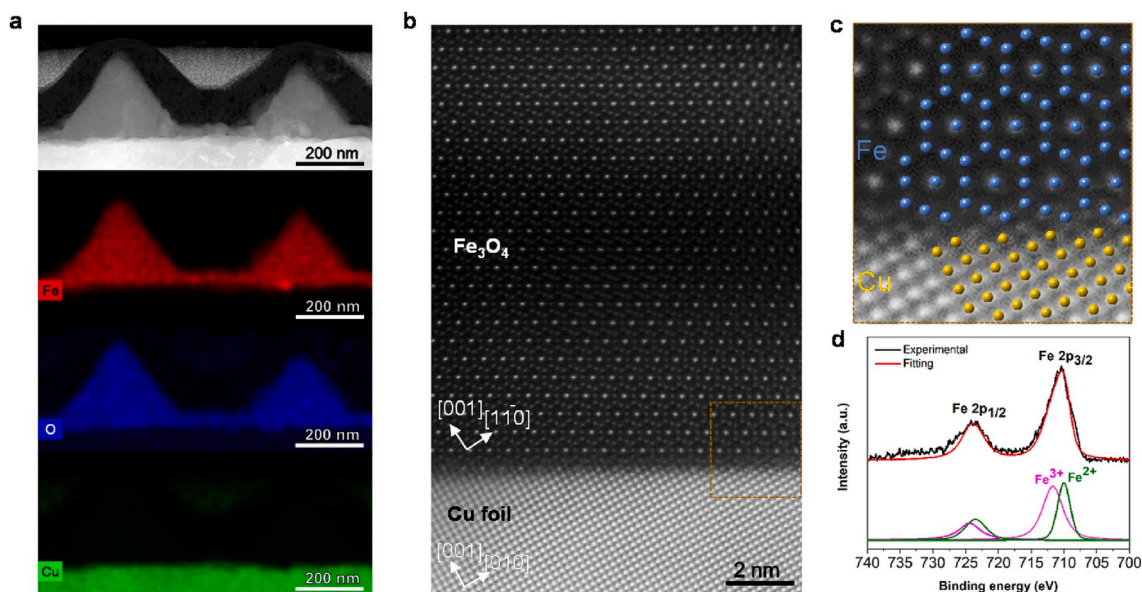 a
200 nm
Fe
200 nm
O
200 nm
Cu
200 nm
b
Fe₃O₄
[001] [11̄0]
Cu foil
[001] [010]
2 nm
c
Fe
Cu
d
Experimental
Fitting
Fe 2p₃/₂
Fe 2p₁/₂
Fe³⁺ Fe²⁺
Intensity (a.u.)
740 735 730 725 720 715 710 705 700
Binding energy (eV)